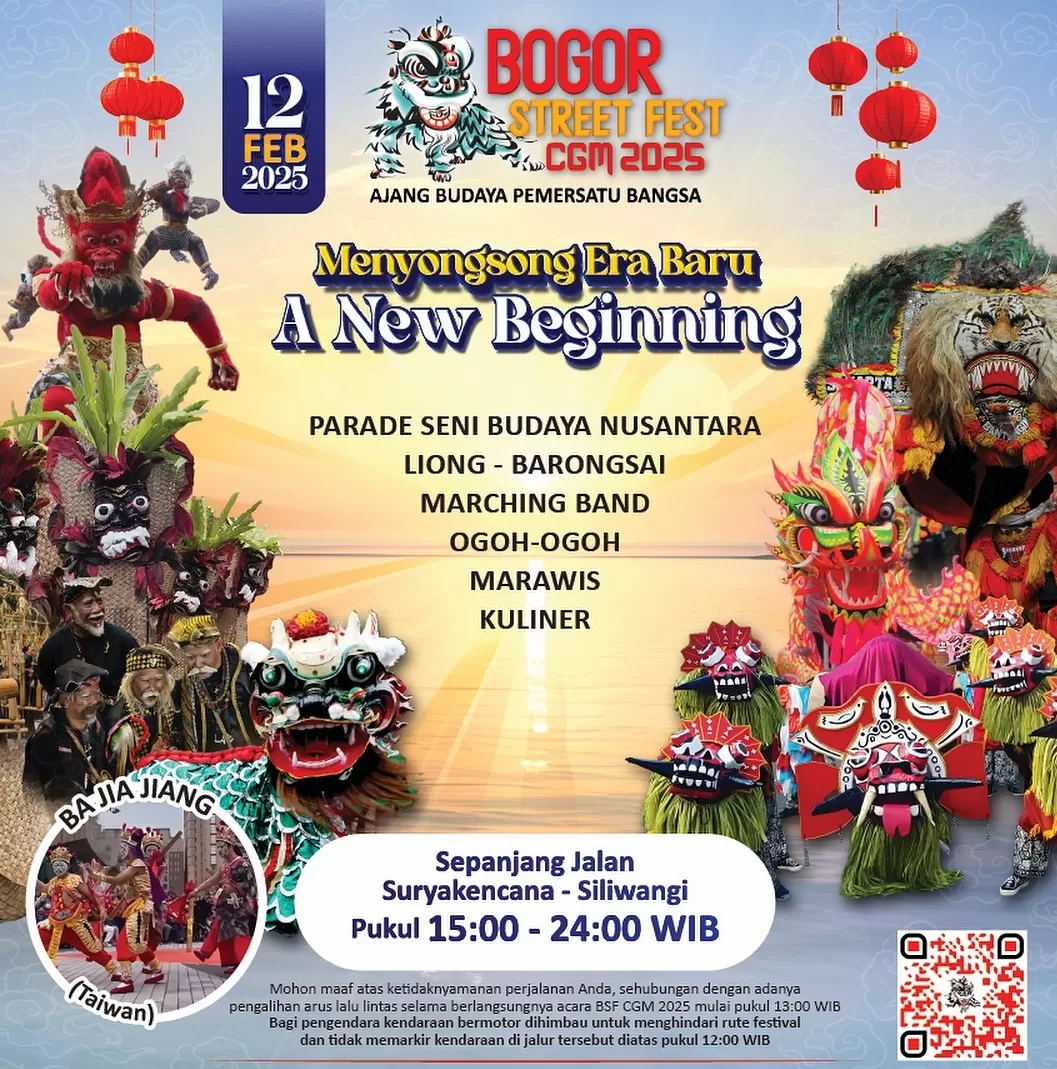 12
FEB
2025
BOGOR
STREET FEST
CGM 2025
AJANG BUDAYA PEMERSATU BANGSA
Menyongsong Era Baru
A New Beginning
PARADE SENI BUDAYA NUSANTARA
LIONG - BARONGSAI
MARCHING BAND
OGOH-OGOH
MARAWIS
KULINER
BA JIA JIANG
(Taiwan)
Sepanjang Jalan
Suryakencana - Siliwangi
Pukul 15:00 - 24:00 WIB
Mohon maaf atas ketidaknyamanan perjalanan Anda, sehubungan dengan adanya
pengalihan arus lalu lintas selama berlangsungnya acara BSF CGM 2025 mulai pukul 13:00 WIB
Bagi pengendara kendaraan bermotor dihimbau untuk menghindari rute festival
dan tidak memarkir kendaraan di jalur tersebut diatas pukul 12:00 WIB